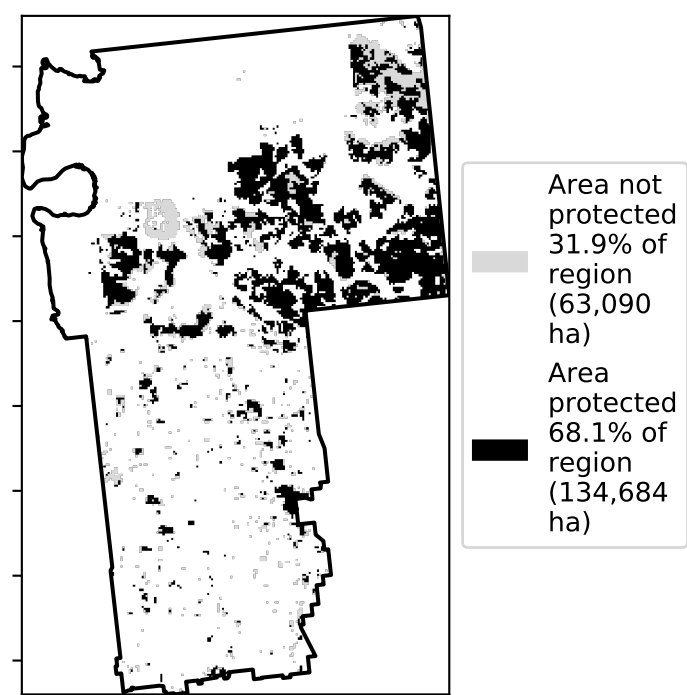 Area not
protected
31.9% of
region
(63,090
ha)
Area
protected
68.1% of
region
(134,684
ha)